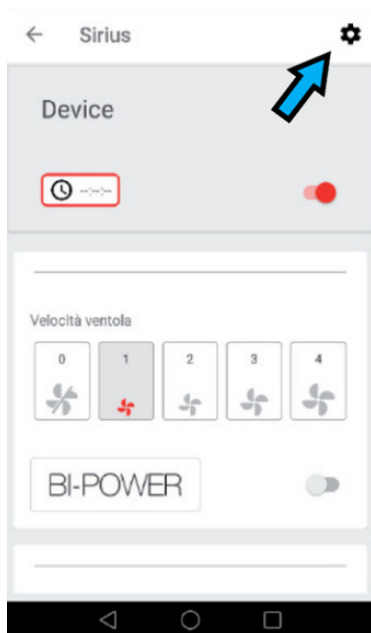 Sirius
Device
--:--:--
Velocità ventola
0 1 2 3 4
BI-POWER